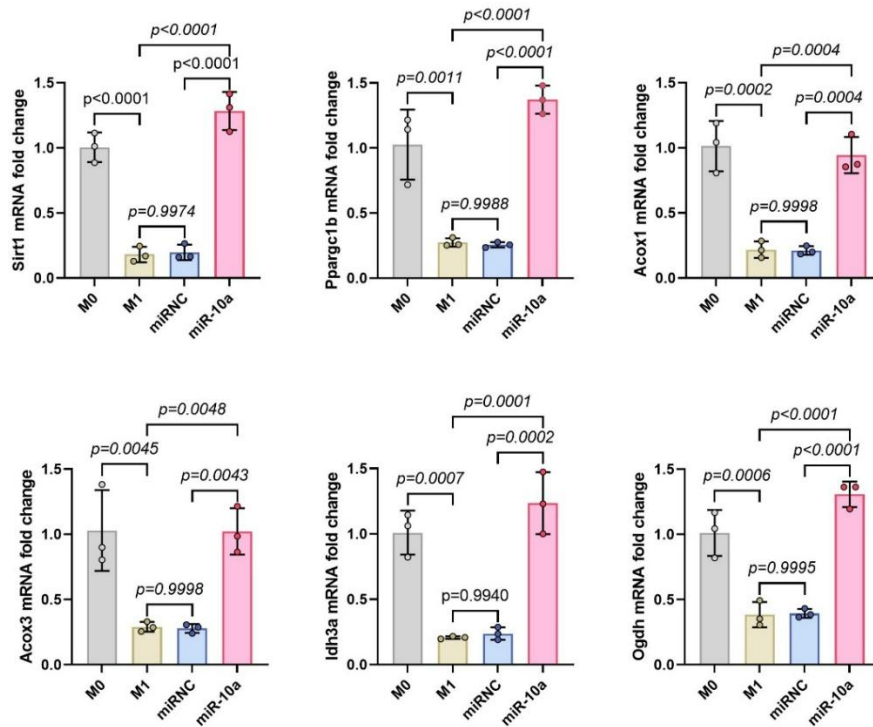 p<0.0001
p<0.0001
p<0.0001
p=0.9974
Sirt1 mRNA fold change
1.5
1.0
0.5
0.0
M0
M1
miRNC
miR-10a
p<0.0001
p<0.0001
p=0.0011
p=0.9988
Ppargc1b mRNA fold change
1.5
1.0
0.5
0.0
M0
M1
miRNC
miR-10a
p=0.0004
p=0.0002
p=0.0004
p=0.9998
Acox1 mRNA fold change
1.5
1.0
0.5
0.0
M0
M1
miRNC
miR-10a
p=0.0048
p=0.0045
p=0.0043
p=0.9998
Acox3 mRNA fold change
1.5
1.0
0.5
0.0
M0
M1
miRNC
miR-10a
p=0.0001
p=0.0002
p=0.0007
p=0.9940
Idh3a mRNA fold change
1.5
1.0
0.5
0.0
M0
M1
miRNC
miR-10a
p<0.0001
p<0.0001
p=0.0006
p=0.9995
Ogdh mRNA fold change
1.5
1.0
0.5
0.0
M0
M1
miRNC
miR-10a